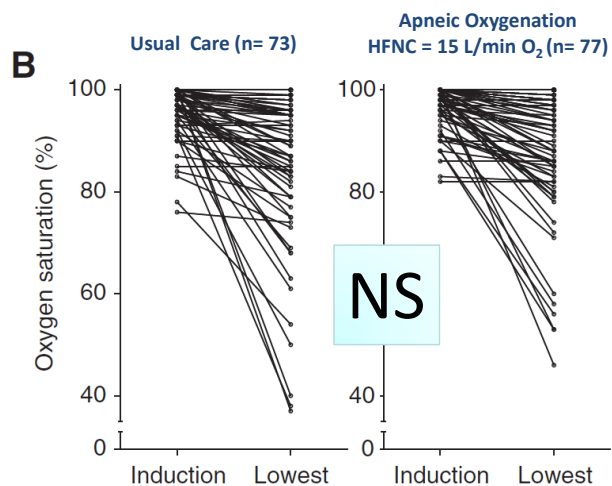 Usual Care (n= 73)
Apneic Oxygenation
HFNC = 15 L/min O₂ (n= 77)
B
Oxygen saturation (%)
100
80
60
40
0
Induction Lowest
100
80
NS
40
0
Induction Lowest